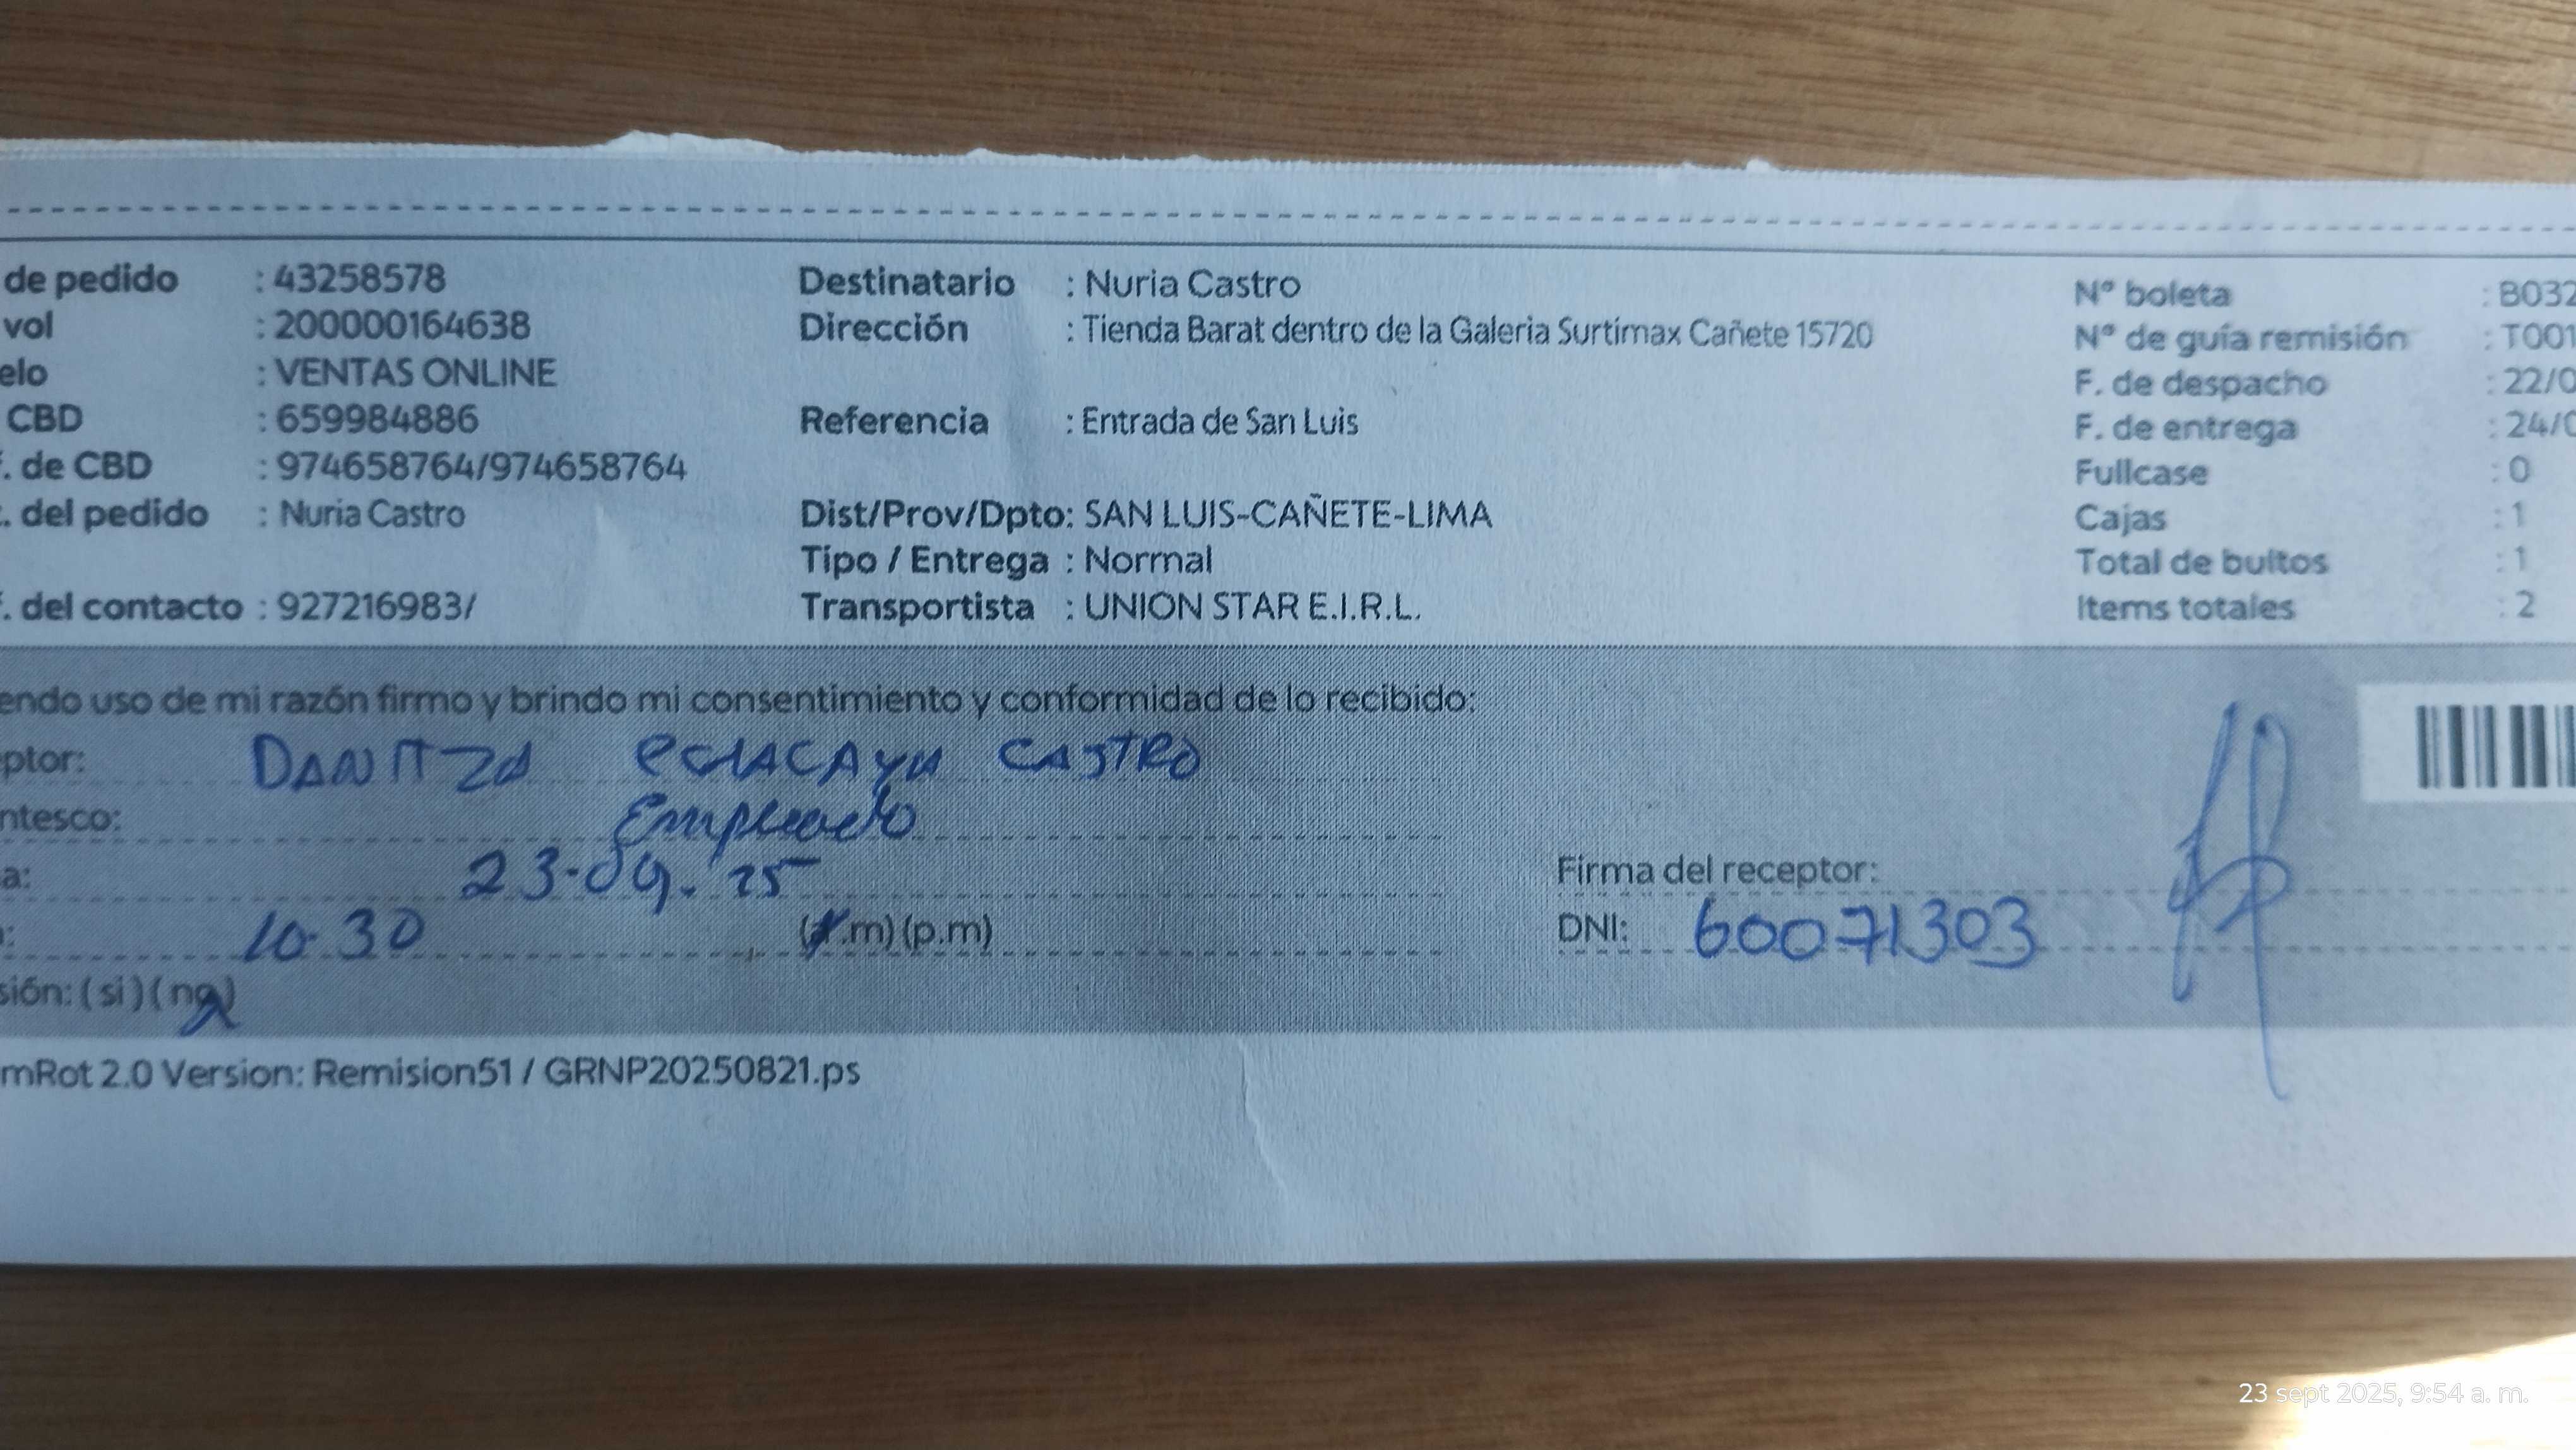 de pedido : 43258578
vol : 200000164638
elo : VENTAS ONLINE
CBD : 659984886
. de CBD : 974658764/974658764
. del pedido : Nuria Castro
. del contacto : 927216983/
Destinatario : Nuria Castro
Dirección : Tienda Barat dentro de la Galeria Surtimax Cañete 15720
Referencia : Entrada de San Luis
Dist/Prov/Dpto: SAN LUIS-CAÑETE-LIMA
Tipo / Entrega : Normal
Transportista : UNION STAR E.I.R.L.
N° boleta : B032
N° de guía remisión : T001
F. de despacho : 22/0
F. de entrega : 24/0
Fullcase : 0
Cajas : 1
Total de bultos : 1
Items totales : 2
endo uso de mi razón firmo y brindo mi consentimiento y conformidad de lo recibido:
ptor: DANITZA CASTRO
ntesco: Empleado
a: 23-09-25
: 10.30 (a.m) (p.m)
sión: (si) (no)
Firma del receptor:
DNI: 60071303
mRot 2.0 Version: Remision51 / GRNP20250821.ps
23 sept 2025, 9:54 a. m.